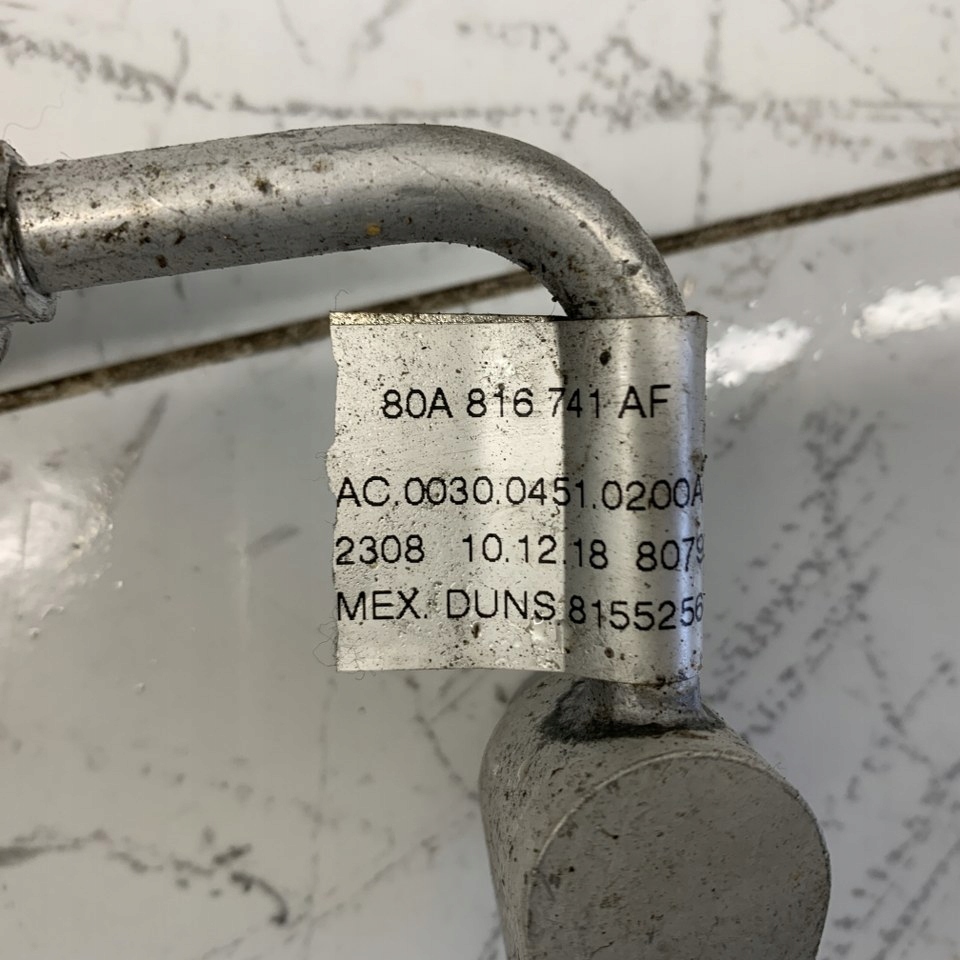 80A 816 741 AF
AC.0030.0451.0200A
2308 10.12.18 8079
MEX. DUNS. 8155256